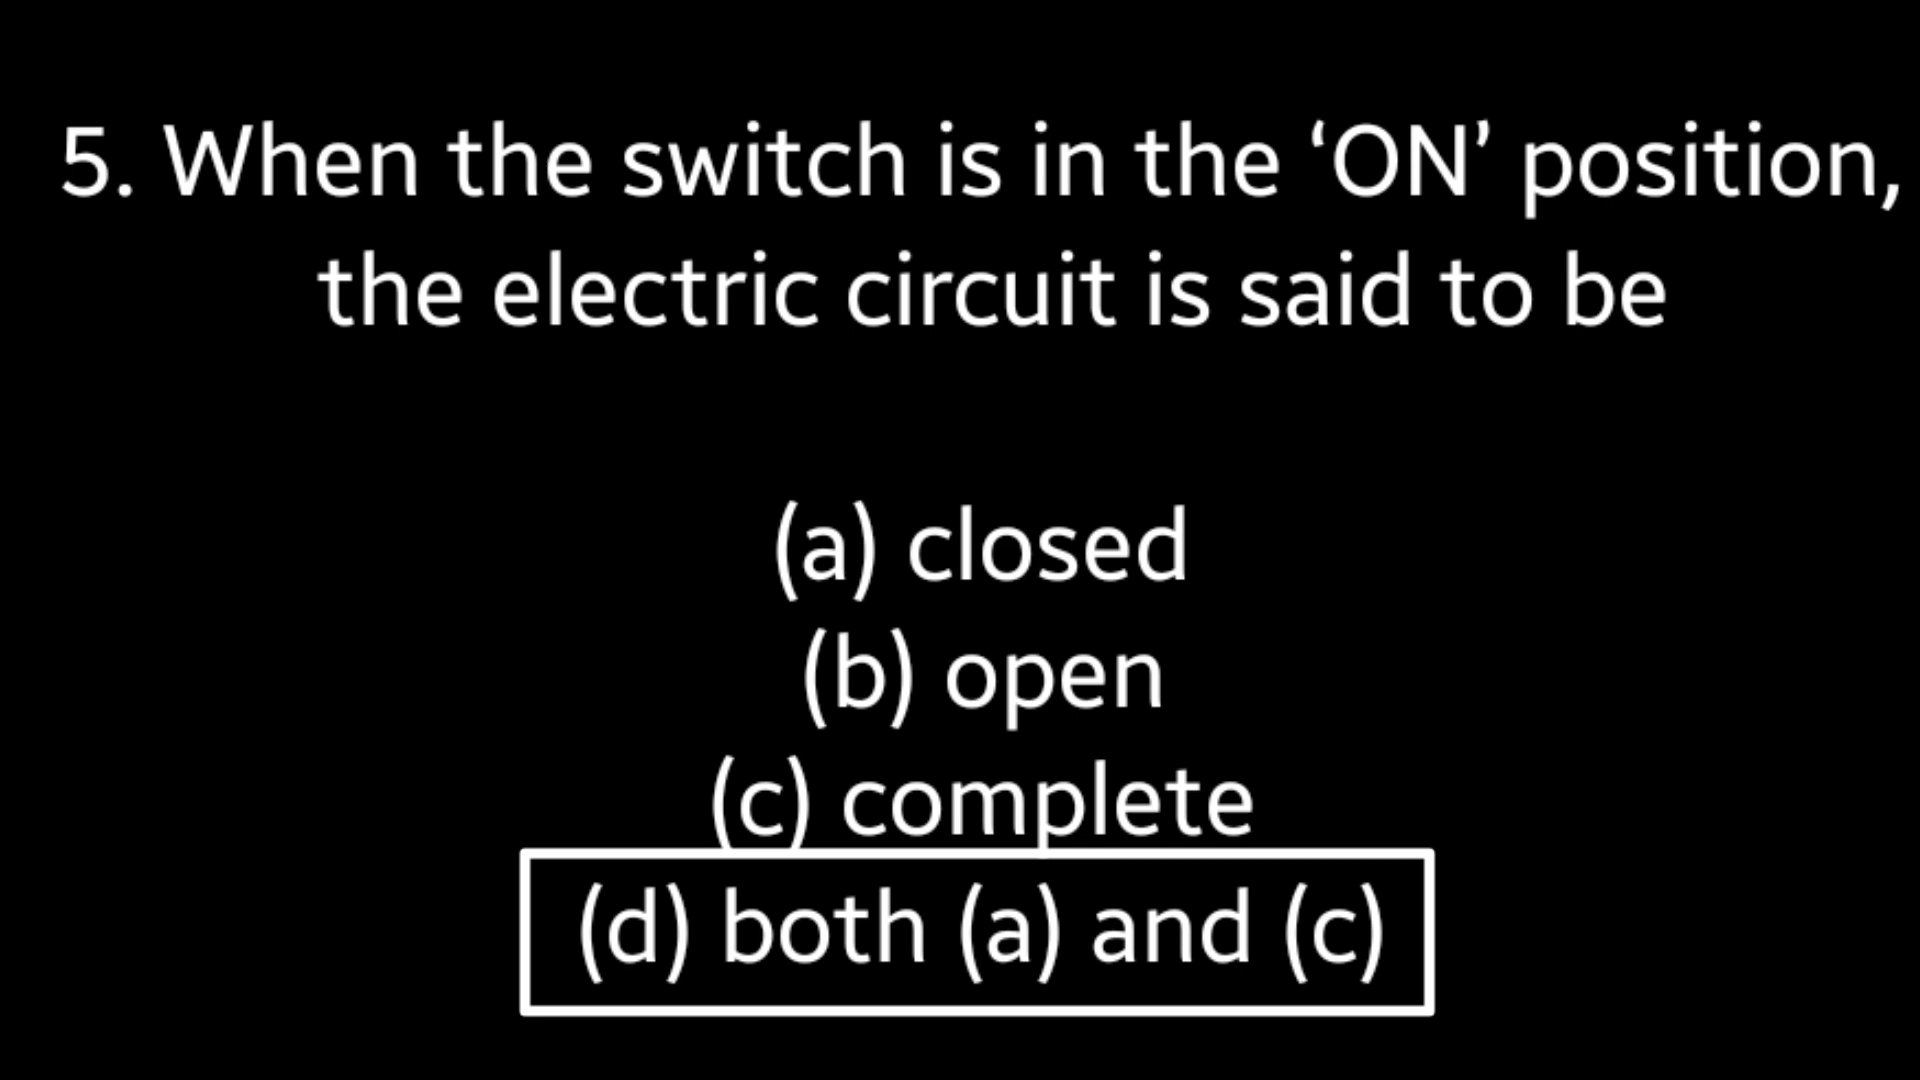 5. When the switch is in the ‘ON’ position,
the electric circuit is said to be
(a) closed
(b) open
(c) complete
(d) both (a) and (c)